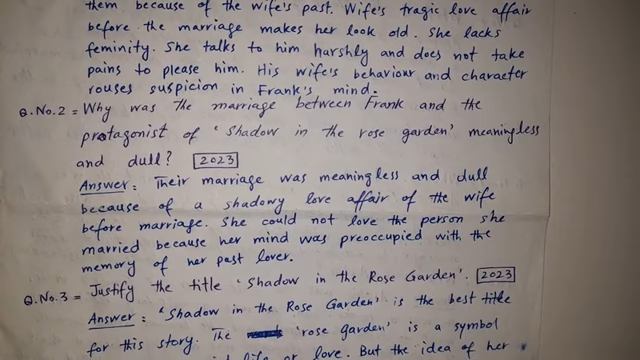 them because of the wife's past. Wife's tragic love affair
before the marriage makes her look old. She lacks
feminity. She talks to him harshly and does not take
pains to please him. His wife's behaviour and character
rouses suspicion in Frank's mind.
Q.No.2 = Why was the marriage between Frank and the
protagonist of 'Shadow in the rose garden' meaningless
and dull? 2023
Answer: Their marriage was meaningless and dull
because of a shadowy love affair of the wife
before marriage. She could not love the person she
married because her mind was preoccupied with the
memory of her past lover.
Q.No.3 = Justify the title 'Shadow in the Rose Garden'. 2023
Answer: 'Shadow in the Rose Garden' is the best title
for this story. The 'rose garden' is a symbol
life or love. But the idea of her